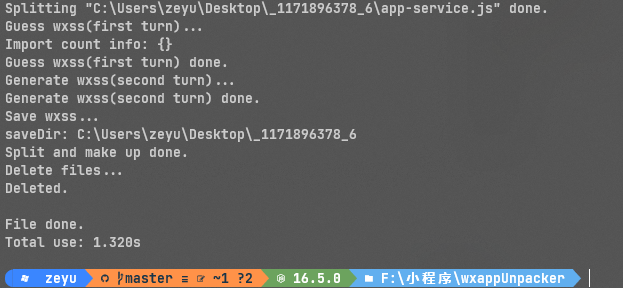 Splitting "C:\Users\zeyu\Desktop\_1171896378_6\app-service.js" done.
Guess wxss(first turn)...
Import count info: {}
Guess wxss(first turn) done.
Generate wxss(second turn)...
Generate wxss(second turn) done.
Save wxss...
saveDir: C:\Users\zeyu\Desktop\_1171896378_6
Split and make up done.
Delete files...
Deleted.
File done.
Total use: 1.320s
zeyu master ≡ ~1 ?2 16.5.0 F:\小程序\wxappUnpacker